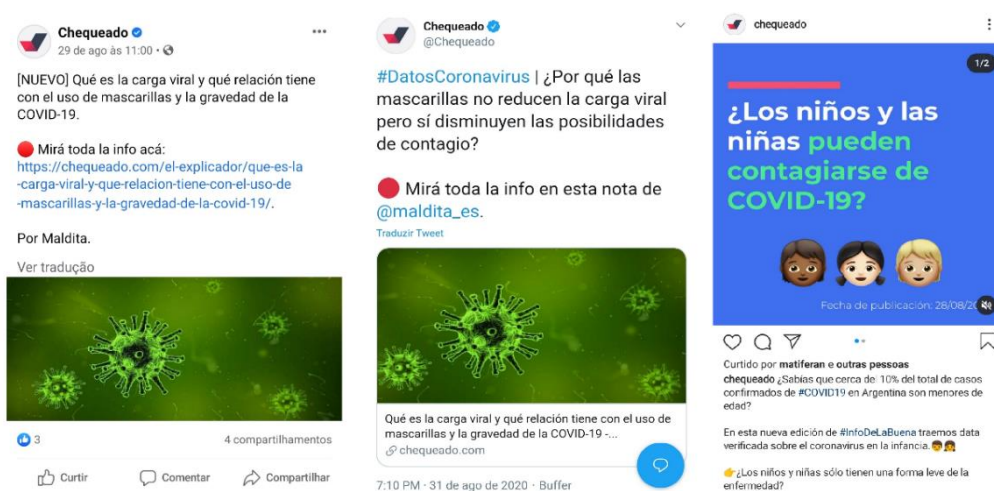 Chequeado
29 de ago às 11:00 ·
[NUEVO] Qué es la carga viral y qué relación tiene
con el uso de mascarillas y la gravedad de la
COVID-19.
Mirá toda la info acá:
https://chequeado.com/el-explicador/que-es-la
-carga-viral-y-que-relacion-tiene-con-el-uso-de
-mascarillas-y-la-gravedad-de-la-covid-19/.
Por Maldita.
Ver tradução
3
4 compartilhamentos
Curtir
Comentar
Compartilhar
Chequeado
@Chequeado
#DatosCoronavirus | ¿Por qué las
mascarillas no reducen la carga viral
pero sí disminuyen las posibilidades
de contagio?
Mirá toda la info en esta nota de
@maldita_es.
Traduzir Tweet
Qué es la carga viral y qué relación tiene con el uso de
mascarillas y la gravedad de la COVID-19 -...
chequeado.com
7:10 PM · 31 de ago de 2020 · Buffer
chequeado
1/2
¿Los niños y las
niñas pueden
contagiarse de
COVID-19?
Fecha de publicación: 28/08/20
Curtido por matiferan e outras pessoas
chequeado ¿Sabías que cerca del 10% del total de casos
confirmados de #COVID19 en Argentina son menores de
edad?
En esta nueva edición de #InfoDeLaBuena traemos data
verificada sobre el coronavirus en la infancia.
¿Los niños y niñas sólo tienen una forma leve de la
enfermedad?